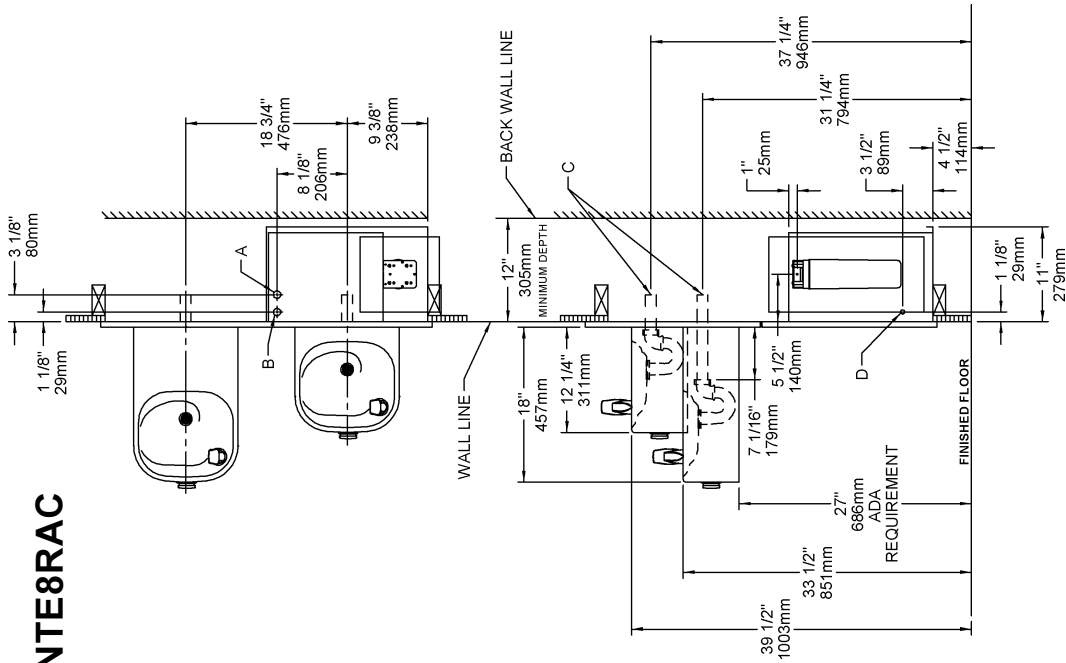 NTE8RAC
1 1/8"
29mm
3 1/8"
80mm
A
B
18 3/4"
476mm
8 1/8"
206mm
9 3/8"
238mm
WALL LINE
BACK WALL LINE
12"
305mm
MINIMUM DEPTH
C
18"
457mm
12 1/4"
311mm
7 1/16"
179mm
37 1/4"
946mm
31 1/4"
794mm
1"
25mm
5 1/2"
140mm
3 1/2"
89mm
4 1/2"
114mm
D
1 1/8"
29mm
11"
279mm
FINISHED FLOOR
27"
686mm
ADA
REQUIREMENT
33 1/2"
851mm
39 1/2"
1003mm